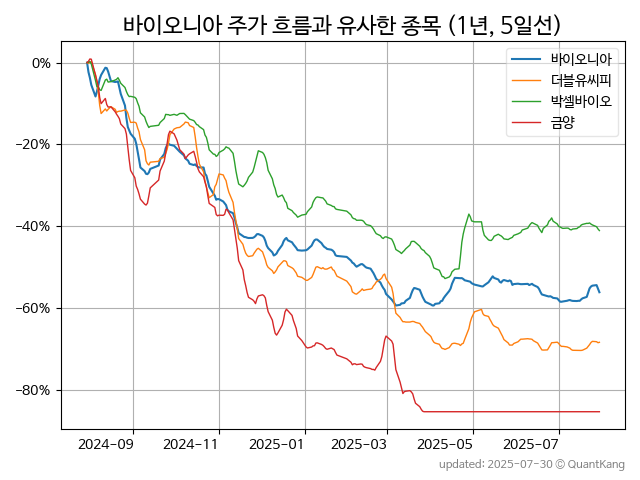 바이오니아 주가 흐름과 유사한 종목 (1년, 5일선)
바이오니아
더블유씨피
박셀바이오
금양
0%
−20%
−40%
−60%
−80%
2024-09 2024-11 2025-01 2025-03 2025-05 2025-07
updated: 2025-07-30 © QuantKang